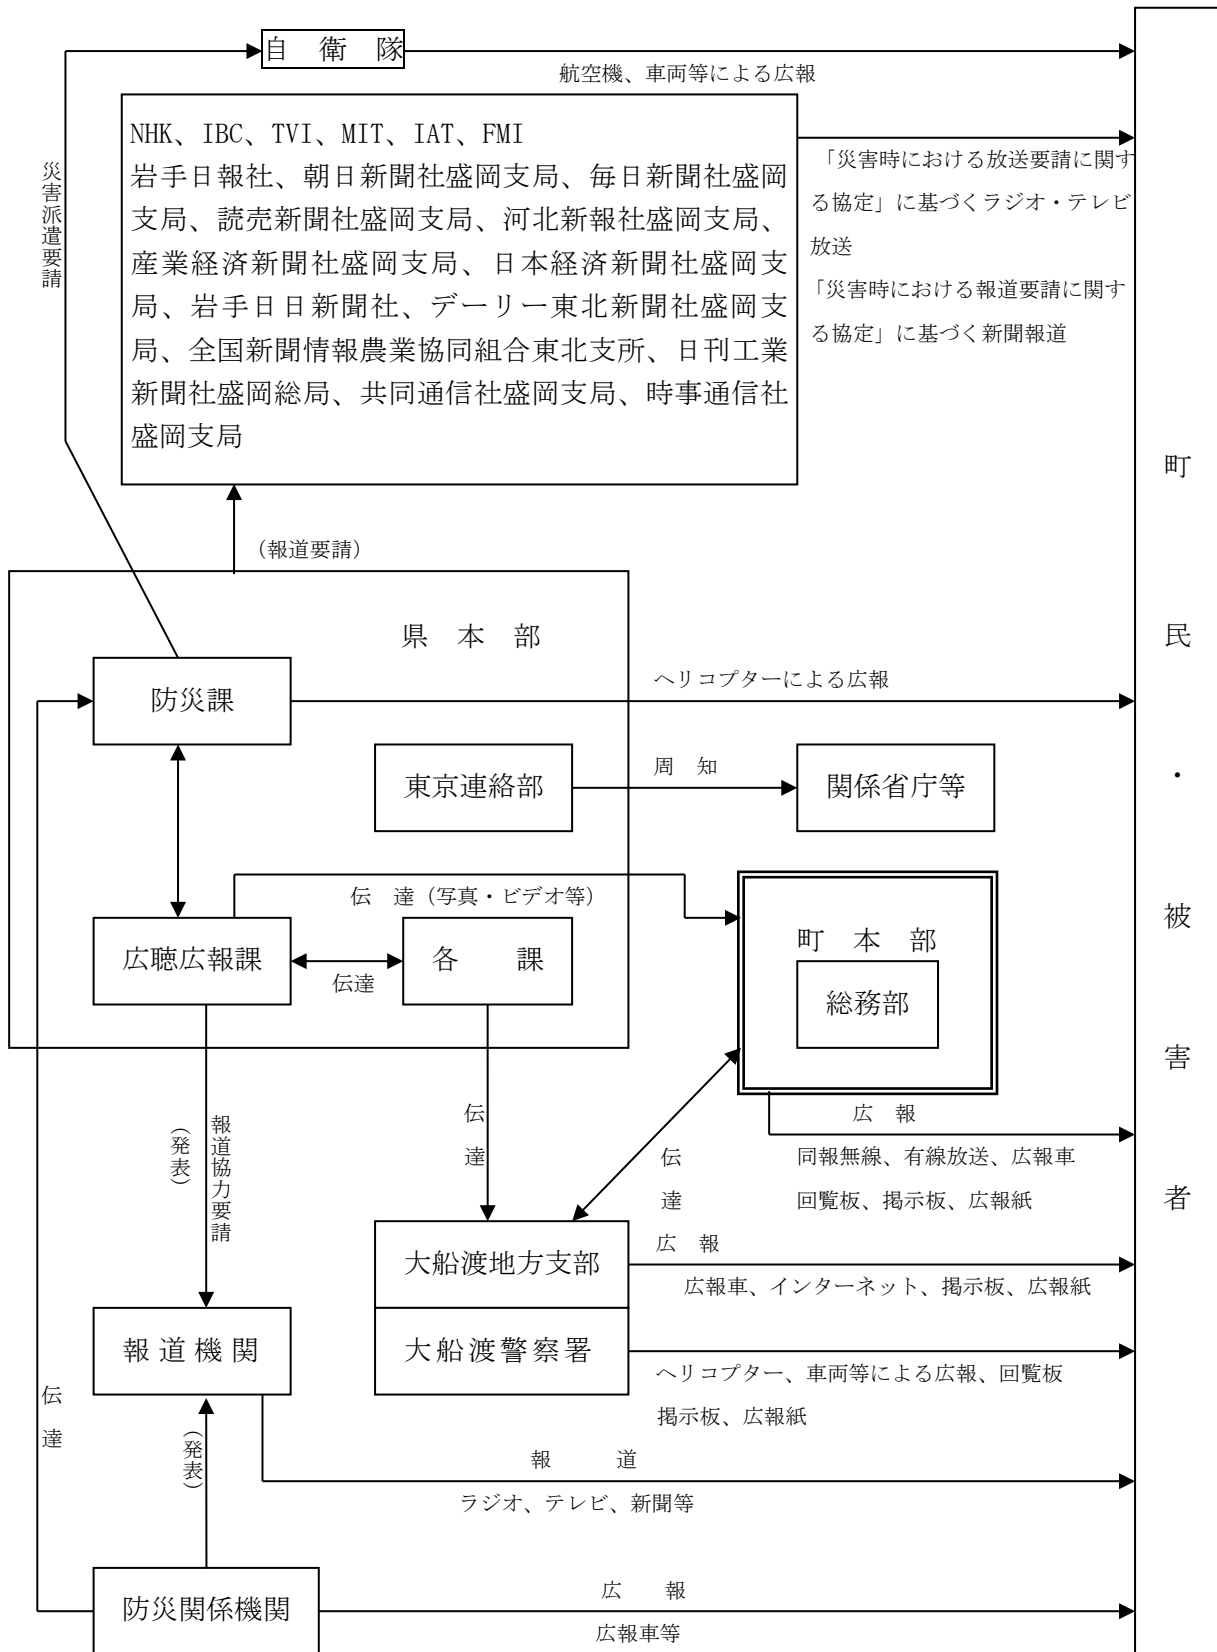 自　衛　隊
航空機、車両等による広報
災害派遣要請
NHK、IBC、TVI、MIT、IAT、FMI
岩手日報社、朝日新聞社盛岡支局、毎日新聞社盛岡
支局、読売新聞社盛岡支局、河北新報社盛岡支局、
産業経済新聞社盛岡支局、日本経済新聞社盛岡支
局、岩手日日新聞社、デーリー東北新聞社盛岡支
局、全国新聞情報農業協同組合東北支所、日刊工業
新聞社盛岡総局、共同通信社盛岡支局、時事通信社
盛岡支局
「災害時における放送要請に関す
る協定」に基づくラジオ・テレビ
放送
「災害時における報道要請に関す
る協定」に基づく新聞報道
（報道要請）
県　本　部
防災課
ヘリコプターによる広報
東京連絡部
周　知
関係省庁等
伝　達（写真・ビデオ等）
広聴広報課
伝達
各　　課
町　本　部
総務部
町民・被害者
報道協力要請
（発表）
伝達
伝達
広　報
同報無線、有線放送、広報車
回覧板、掲示板、広報紙
大船渡地方支部
広　報
広報車、インターネット、掲示板、広報紙
報道機関
大船渡警察署
ヘリコプター、車両等による広報、回覧板
掲示板、広報紙
伝達
（発表）
報　　道
ラジオ、テレビ、新聞等
防災関係機関
広　　報
広報車等